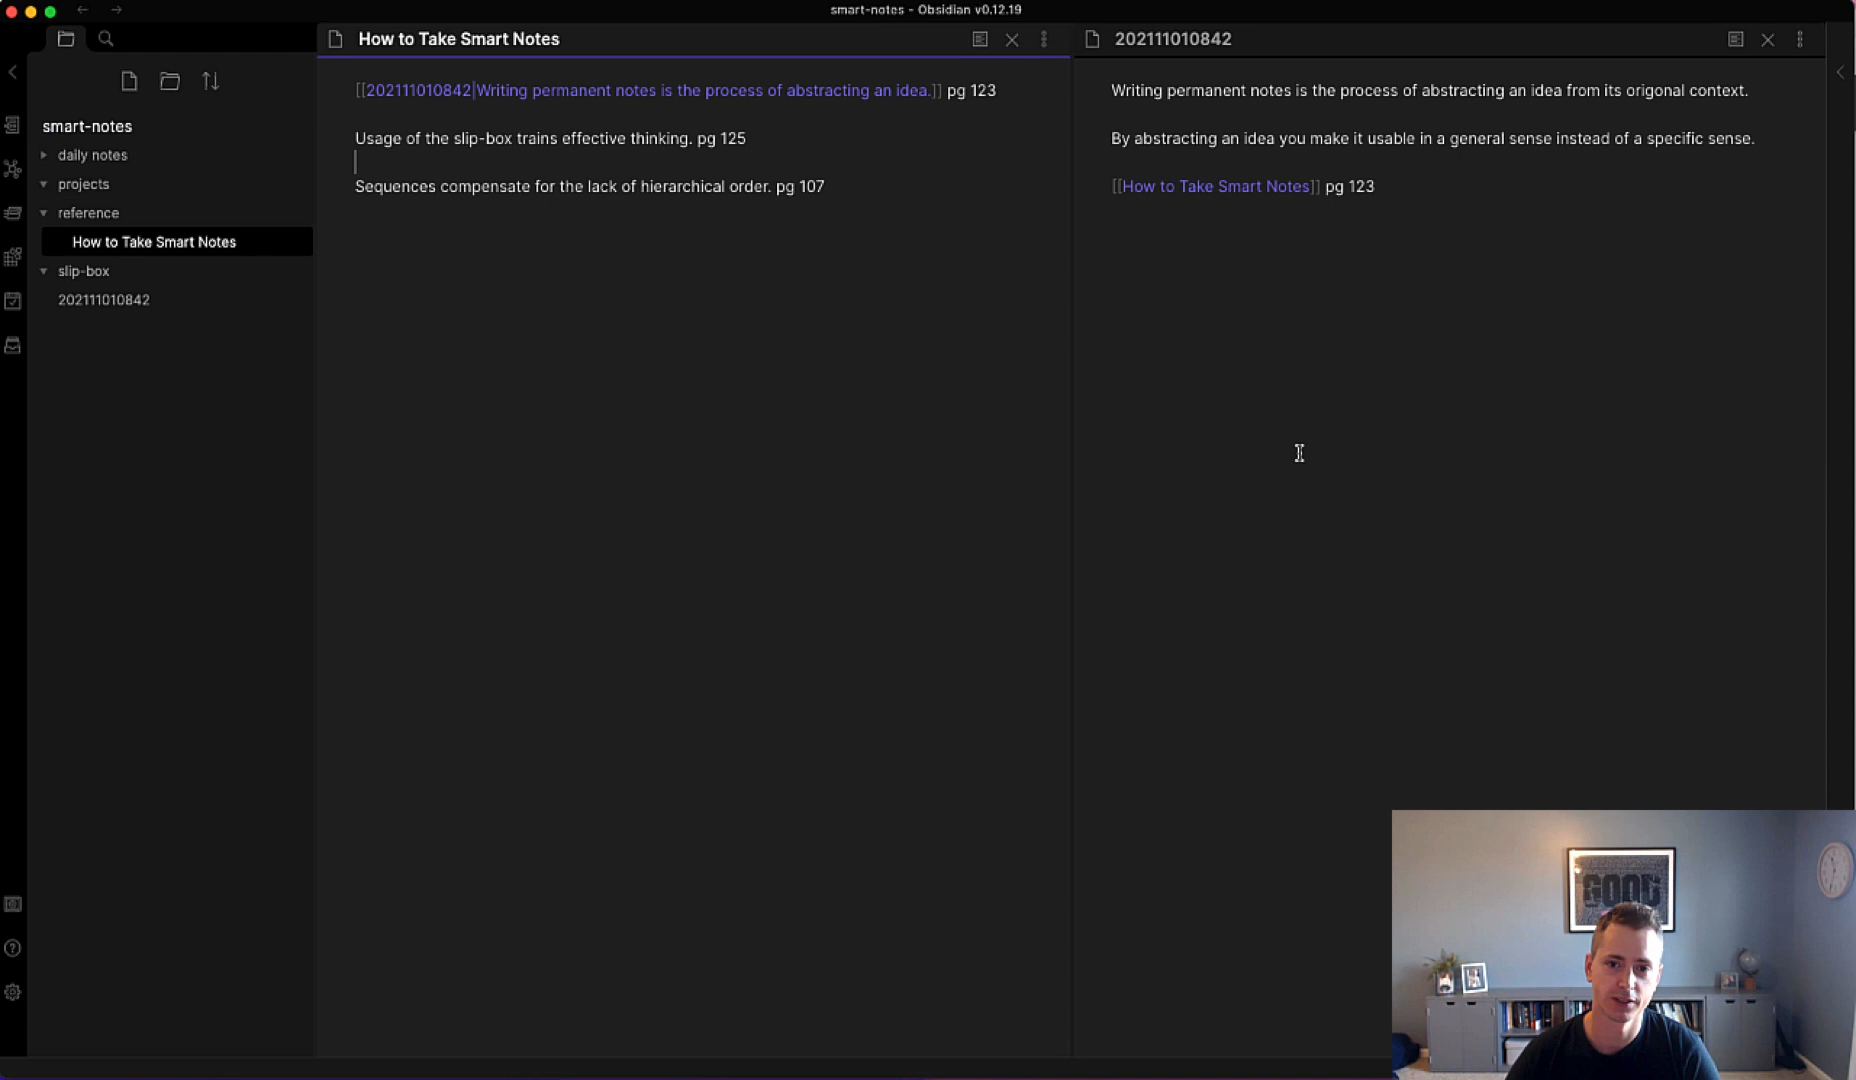 smart-notes - Obsidian v0.12.19
How to Take Smart Notes
202111010842
smart-notes
daily notes
projects
reference
How to Take Smart Notes
slip-box
202111010842
[[202111010842|Writing permanent notes is the process of abstracting an idea.]] pg 123
Usage of the slip-box trains effective thinking. pg 125
Sequences compensate for the lack of hierarchical order. pg 107
Writing permanent notes is the process of abstracting an idea from its origonal context.
By abstracting an idea you make it usable in a general sense instead of a specific sense.
[[How to Take Smart Notes]] pg 123
GOOD